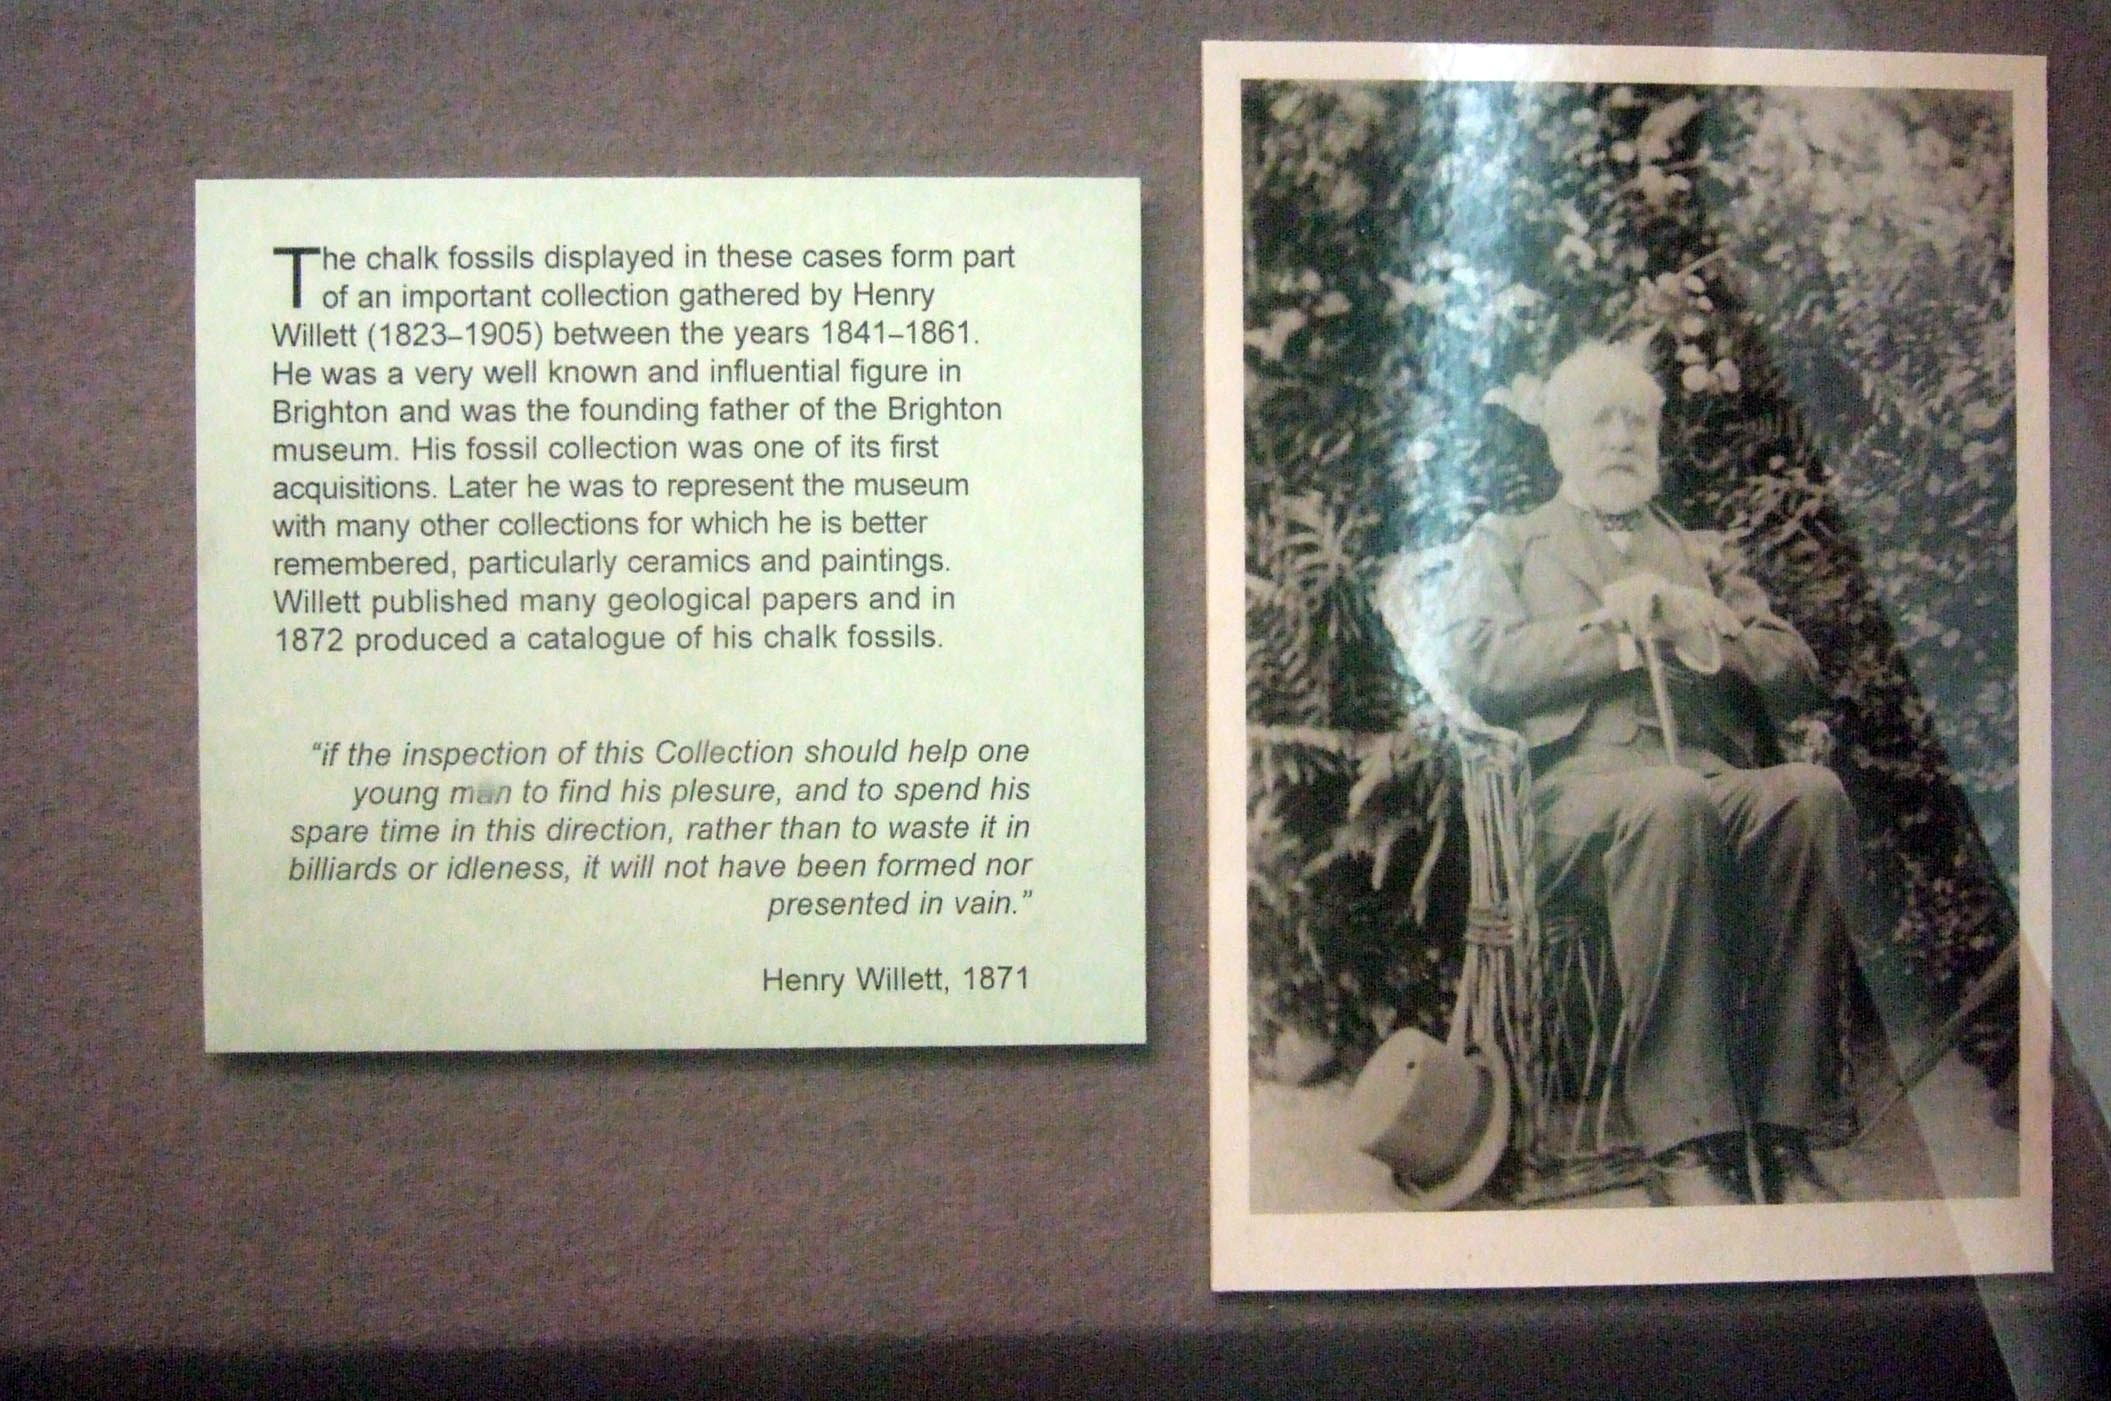 The chalk fossils displayed in these cases form part
of an important collection gathered by Henry
Willett (1823–1905) between the years 1841–1861.
He was a very well known and influential figure in
Brighton and was the founding father of the Brighton
museum. His fossil collection was one of its first
acquisitions. Later he was to represent the museum
with many other collections for which he is better
remembered, particularly ceramics and paintings.
Willett published many geological papers and in
1872 produced a catalogue of his chalk fossils.
“if the inspection of this Collection should help one
young man to find his plesure, and to spend his
spare time in this direction, rather than to waste it in
billiards or idleness, it will not have been formed nor
presented in vain.”
Henry Willett, 1871